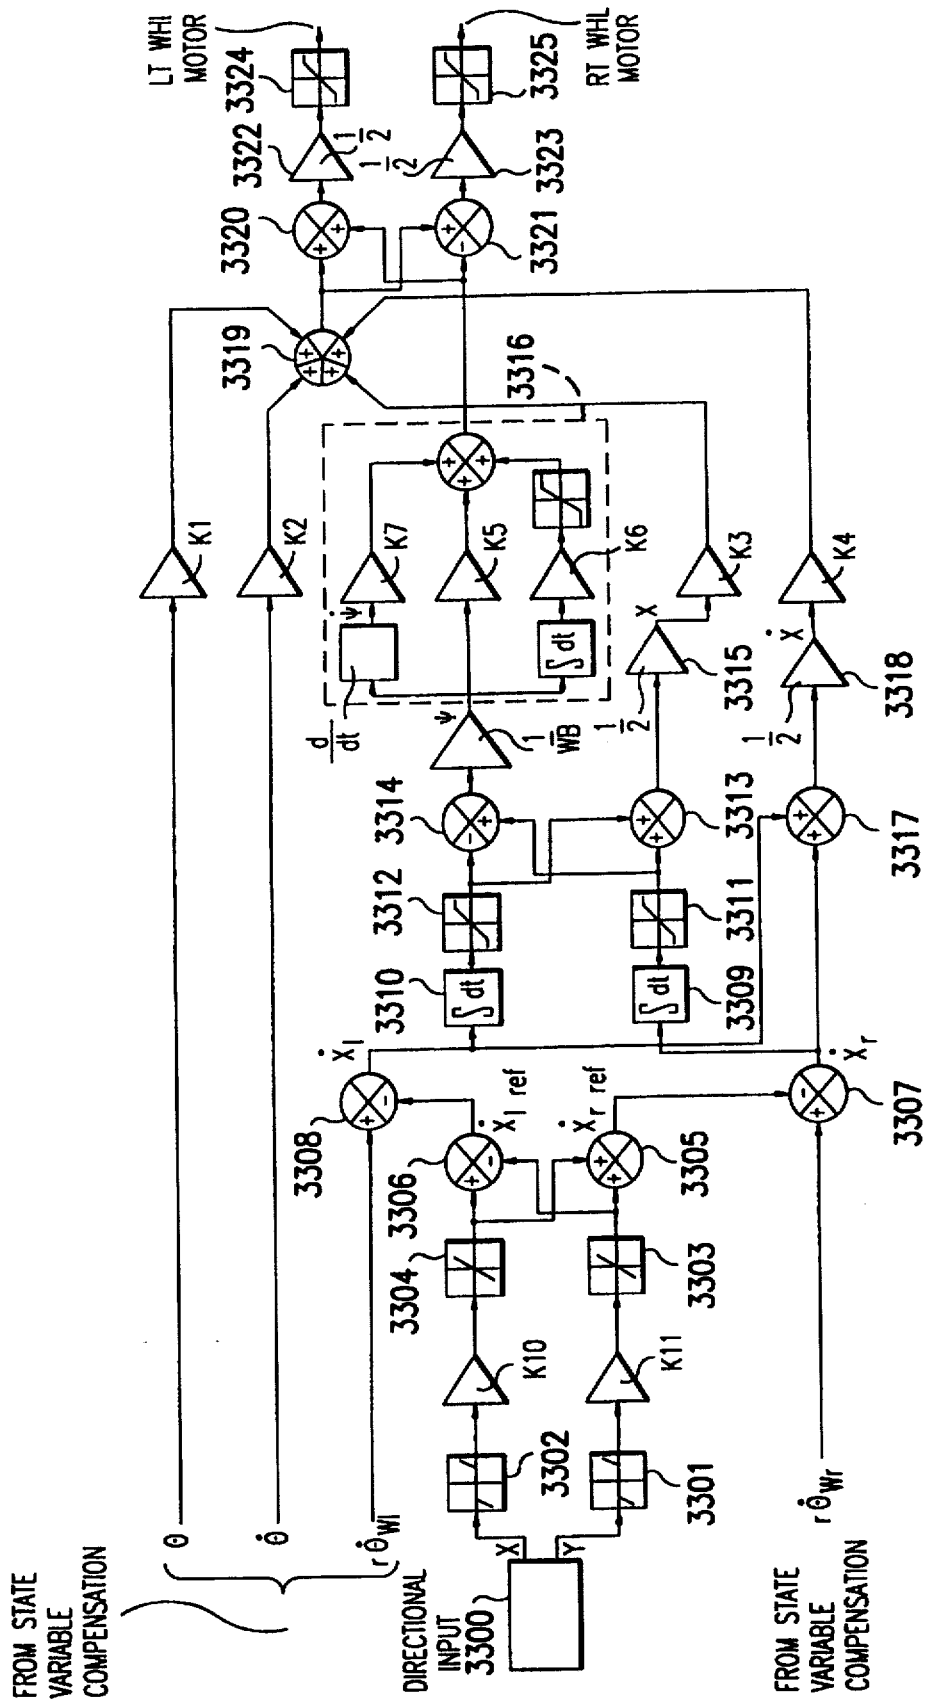 FROM STATE
VARIABLE
COMPENSATION
θ
θ̇
rθ̇Wl
DIRECTIONAL
INPUT
3300
X
Y
FROM STATE
VARIABLE
COMPENSATION
rθ̇Wr
3302
3301
K10
K11
3304
3303
3306
3305
+
-
+
+
Ẋl ref
Ẋr ref
3308
+
-
Ẋl
3307
+
-
Ẋr
3310
∫dt
3309
∫dt
3312
3311
3314
-
+
3313
+
+
3317
+
+
1/WB
ψ
1/2
3315
X
1/2
3318
Ẋ
d/dt
ψ̇
∫dt
K7
K5
K6
+
+
+
3316
K1
K2
K3
K4
3319
+
+
+
+
3320
+
+
3321
-
+
3322
1/2
1/2
3323
3324
3325
LT WHL
MOTOR
RT WHL
MOTOR